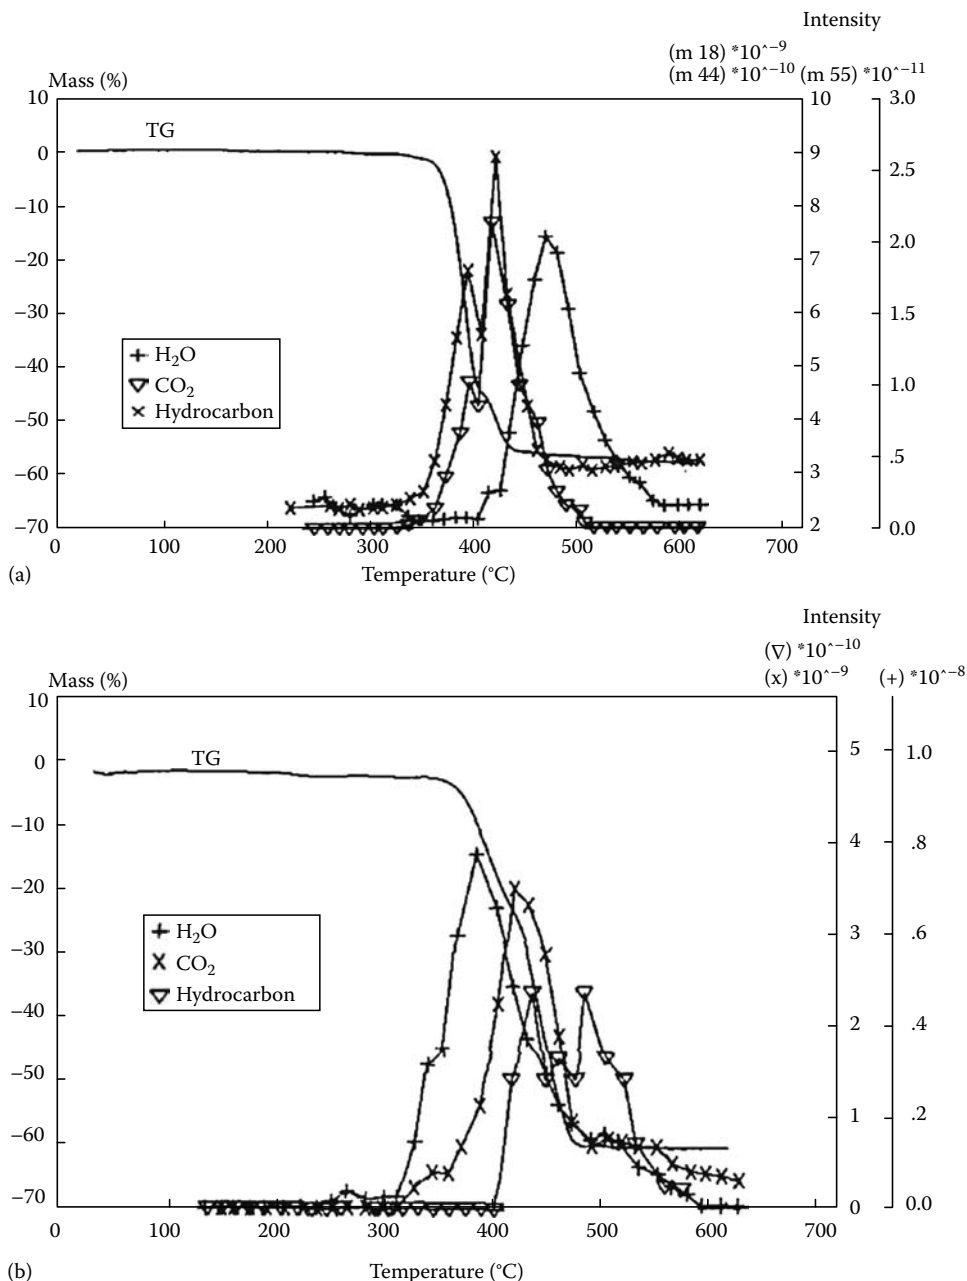 Intensity
(m 18) *10^−9
Mass (%) (m 44) *10^−10 (m 55) *10^−11
10 10 3.0
TG
0 9 2.5
−10 8
−20 7 2.0
−30 6 1.5
H2O
−40 5 1.0
CO2
Hydrocarbon
−50 4
−60 3 .5
−70 2 0.0
0 100 200 300 400 500 600 700
(a) Temperature (°C)
Intensity
(∇) *10^−10
Mass (%) (x) *10^−9 (+) *10^−8
10
TG
0 5 1.0
−10 4 .8
−20
H2O
−30 3 .6
CO2
Hydrocarbon
−40 2 .4
−50
−60 1 .2
−70 0 0.0
0 100 200 300 400 500 600 700
(b) Temperature (°C)